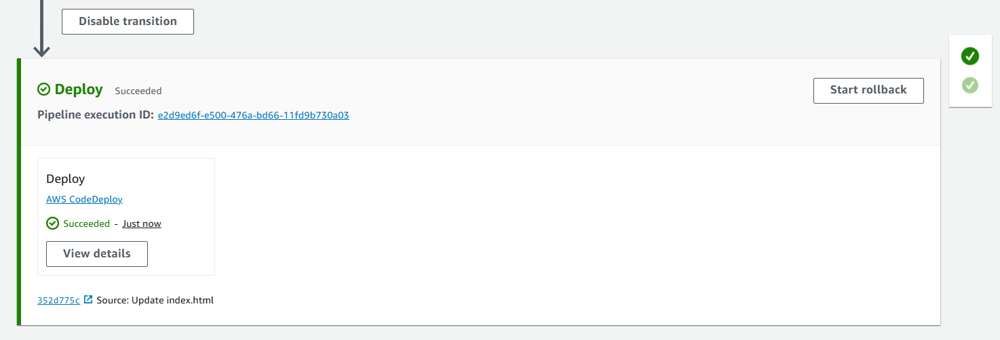 Disable transition
Deploy Succeeded
Start rollback
Pipeline execution ID: e2d9ed6f-e500-476a-bd66-11fd9b730a03
Deploy
AWS CodeDeploy
Succeeded - Just now
View details
352d775c Source: Update index.html